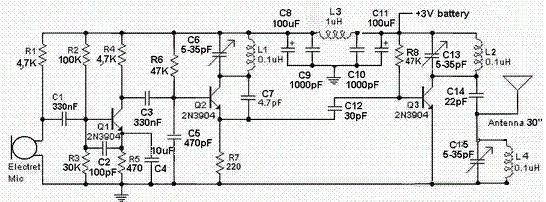 C8
100uF
L3
1uH
C11
100uF
+3V battery
C6
5-35pF
R1
4,7K
R2
100K
R4
4,7K
R6
47K
L1
0.1uH
R8
47K
C13
5-35pF
L2
0.1uH
C9
1000pF
C10
1000pF
C1
330nF
C3
330nF
Q2
2N3904
C7
4.7pF
C12
30pF
Q3
2N3904
C14
22pF
Antenna 30"
Q1
2N3904
C5
470pF
Electret
Mic
R3
30K
C2
100pF
R5
470
10uF
C4
R7
220
C15
5-35pF
L4
0.1uH